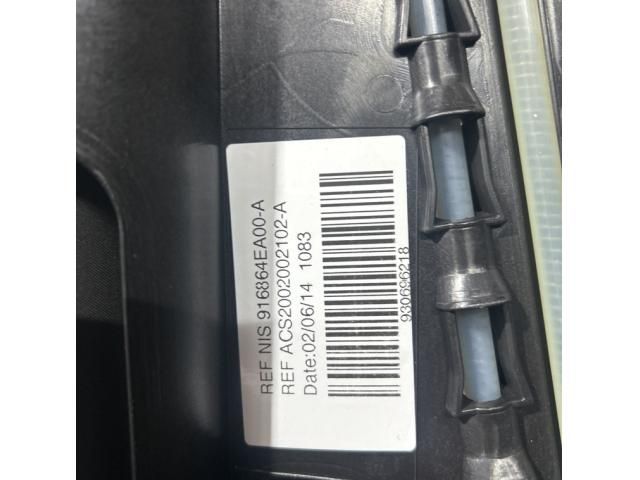 REF NIS 916864EA00-A
REF ACS2002002102-A
Date:02/06/14 1083
930696218